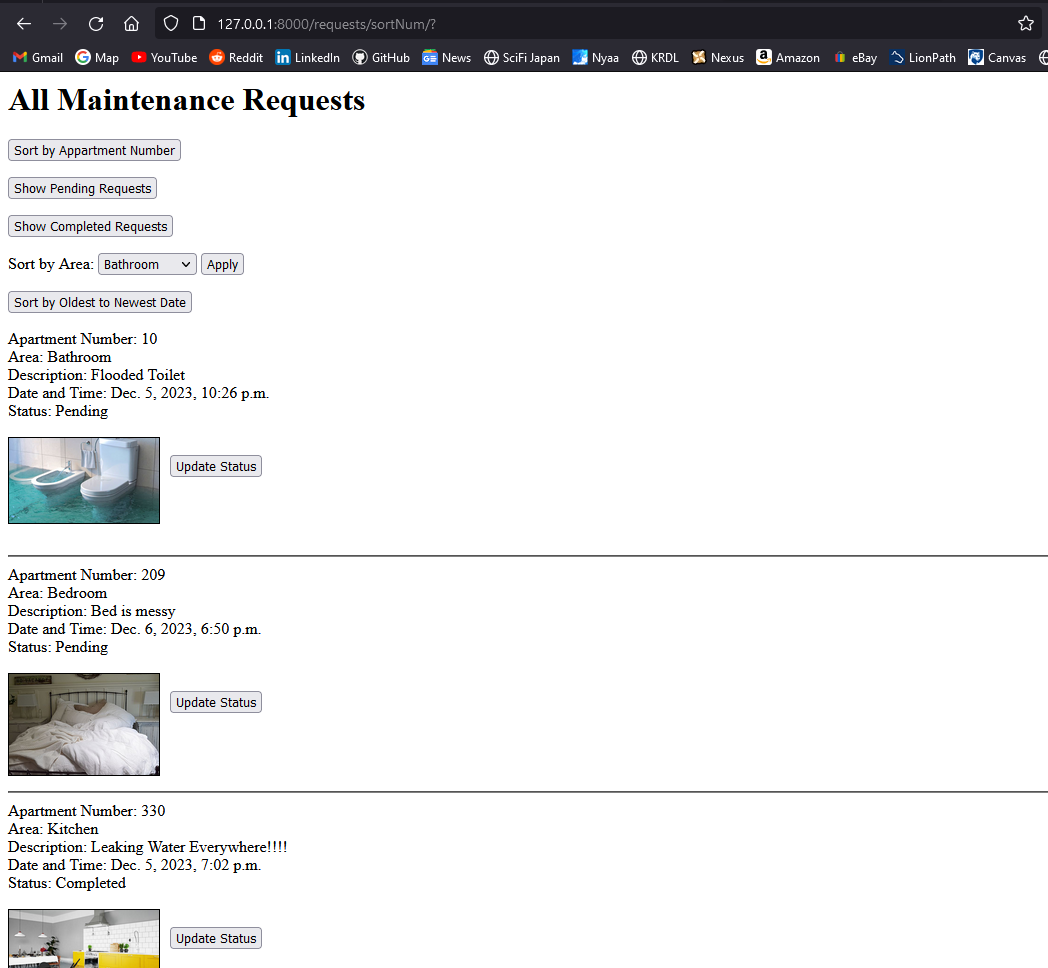 127.0.0.1:8000/requests/sortNum/?
Gmail Map YouTube Reddit LinkedIn GitHub News SciFi Japan Nyaa KRDL Nexus Amazon eBay LionPath Canvas
All Maintenance Requests
Sort by Appartment Number
Show Pending Requests
Show Completed Requests
Sort by Area: Bathroom Apply
Sort by Oldest to Newest Date
Apartment Number: 10
Area: Bathroom
Description: Flooded Toilet
Date and Time: Dec. 5, 2023, 10:26 p.m.
Status: Pending
Update Status
Apartment Number: 209
Area: Bedroom
Description: Bed is messy
Date and Time: Dec. 6, 2023, 6:50 p.m.
Status: Pending
Update Status
Apartment Number: 330
Area: Kitchen
Description: Leaking Water Everywhere!!!!
Date and Time: Dec. 5, 2023, 7:02 p.m.
Status: Completed
Update Status